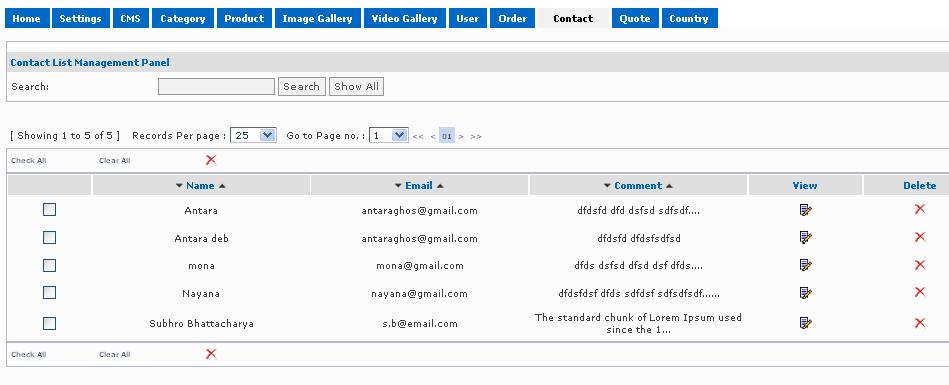 Home Settings CMS Category Product Image Gallery Video Gallery User Order Contact Quote Country
Contact List Management Panel
Search: Search Show All
[ Showing 1 to 5 of 5 ] Records Per page : 25 Go to Page no. : 1 << < 01 > >>
Check All Clear All
Name Email Comment View Delete
Antara antaraghos@gmail.com dfdsfd dfd dsfsd sdfsdf....
Antara deb antaraghos@gmail.com dfdsfd dfdsfsdfsd
mona mona@gmail.com dfds dsfsd dfsd dsf dfds....
Nayana nayana@gmail.com dfdsfdsf dfds sdfdsf sdfsdfsdf......
Subhro Bhattacharya s.b@email.com The standard chunk of Lorem Ipsum used
since the 1...
Check All Clear All